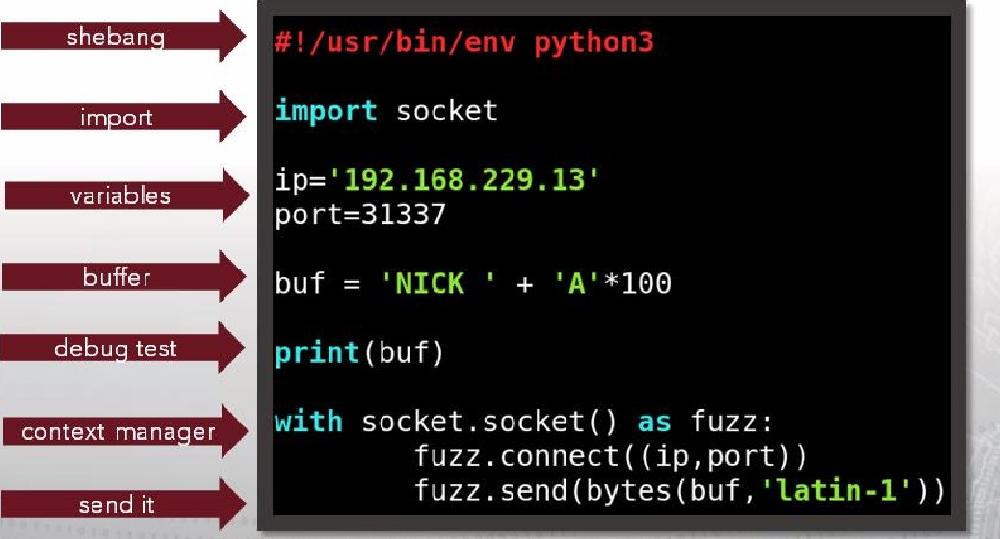 shebang
#!/usr/bin/env python3
import
import socket
variables
ip='192.168.229.13'
port=31337
buffer
buf = 'NICK ' + 'A'*100
debug test
print(buf)
context manager
with socket.socket() as fuzz:
fuzz.connect((ip,port))
send it
fuzz.send(bytes(buf,'latin-1'))